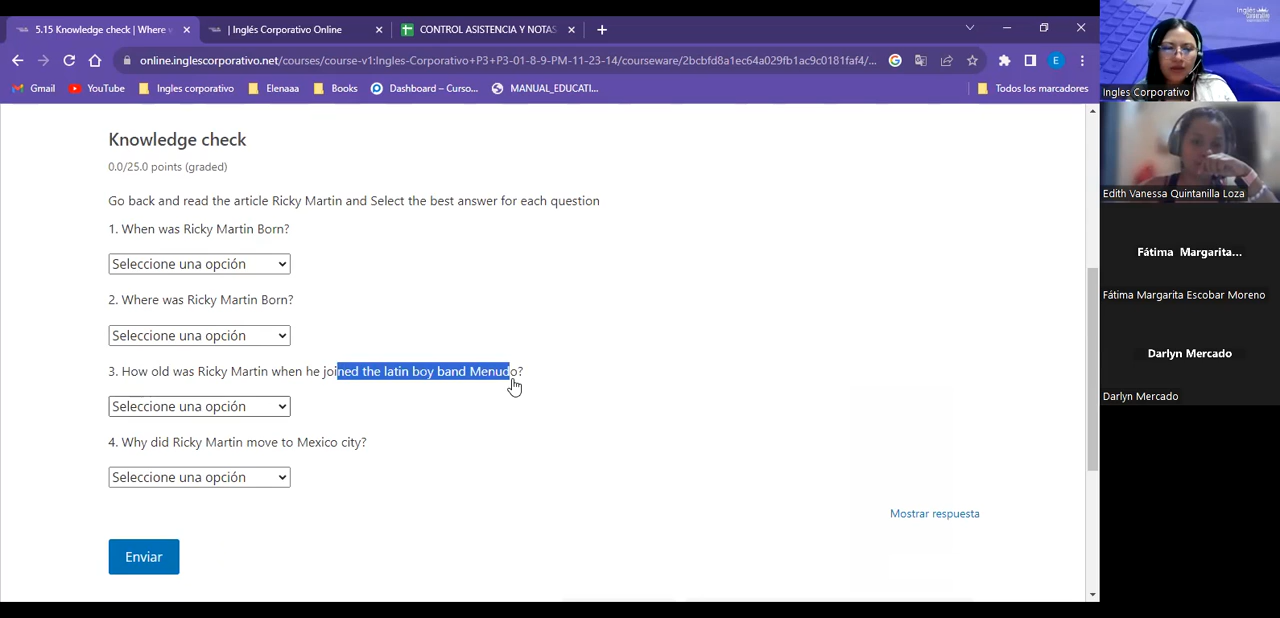 5.15 Knowledge check | Where w
| Inglés Corporativo Online
CONTROL ASISTENCIA Y NOTAS
online.inglescorporativo.net/courses/course-v1:Ingles-Corporativo+P3+P3-01-8-9-PM-11-23-14/courseware/2bcbfd8a1ec64a029fb1ac9c0181faf4/...
E
Gmail
YouTube
Ingles corporativo
Elenaaa
Books
Dashboard – Curso...
MANUAL_EDUCATI...
Todos los marcadores
Knowledge check
0.0/25.0 points (graded)
Go back and read the article Ricky Martin and Select the best answer for each question
1. When was Ricky Martin Born?
Seleccione una opción
2. Where was Ricky Martin Born?
Seleccione una opción
3. How old was Ricky Martin when he joined the latin boy band Menudo?
Seleccione una opción
4. Why did Ricky Martin move to Mexico city?
Seleccione una opción
Mostrar respuesta
Enviar
Inglés
Ingles Corporativo
Edith Vanessa Quintanilla Loza
Fátima Margarita...
Fátima Margarita Escobar Moreno
Darlyn Mercado
Darlyn Mercado